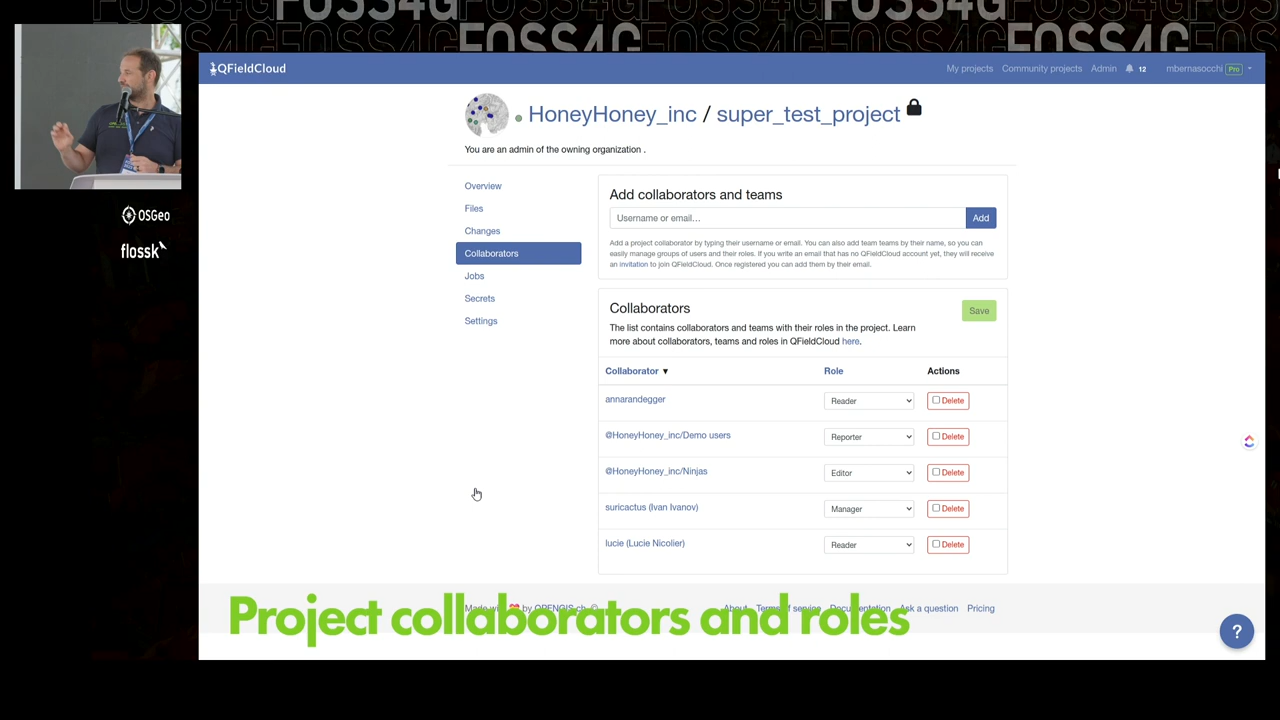 FOSS4GFOSS4GFOSS4GFOSS4GFOSS4G
QFieldCloud
My projects Community projects Admin 12 mbernasocchi Pro
HoneyHoney_inc / super_test_project
You are an admin of the owning organization .
OSGeo
flossk
Overview
Files
Changes
Collaborators
Jobs
Secrets
Settings
Add collaborators and teams
Username or email... Add
Add a project collaborator by typing their username or email. You can also add team teams by their name, so you can
easily manage groups of users and their roles. If you write an email that has no QFieldCloud account yet, they will receive
an invitation to join QFieldCloud. Once registered you can add them by their email.
Collaborators Save
The list contains collaborators and teams with their roles in the project. Learn
more about collaborators, teams and roles in QFieldCloud here.
Collaborator ▼ Role Actions
annarandegger Reader Delete
@HoneyHoney_inc/Demo users Reporter Delete
@HoneyHoney_inc/Ninjas Editor Delete
suricactus (Ivan Ivanov) Manager Delete
lucie (Lucie Nicolier) Reader Delete
Made with ❤ by OPENGIS.ch © About Terms of service Documentation Ask a question Pricing
Project collaborators and roles
?